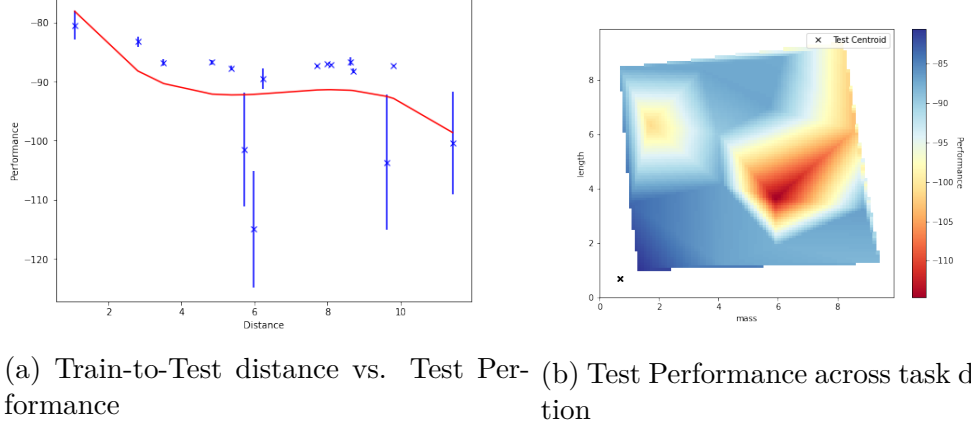 −80
−90
−100
−110
−120
Performance
2
4
6
8
10
Distance
× Test Centroid
8
6
4
2
0
length
0
2
4
6
8
mass
−85
−90
−95
−100
−105
−110
Performance
(a) Train-to-Test distance vs. Test Per-
formance
(b) Test Performance across task d
tion